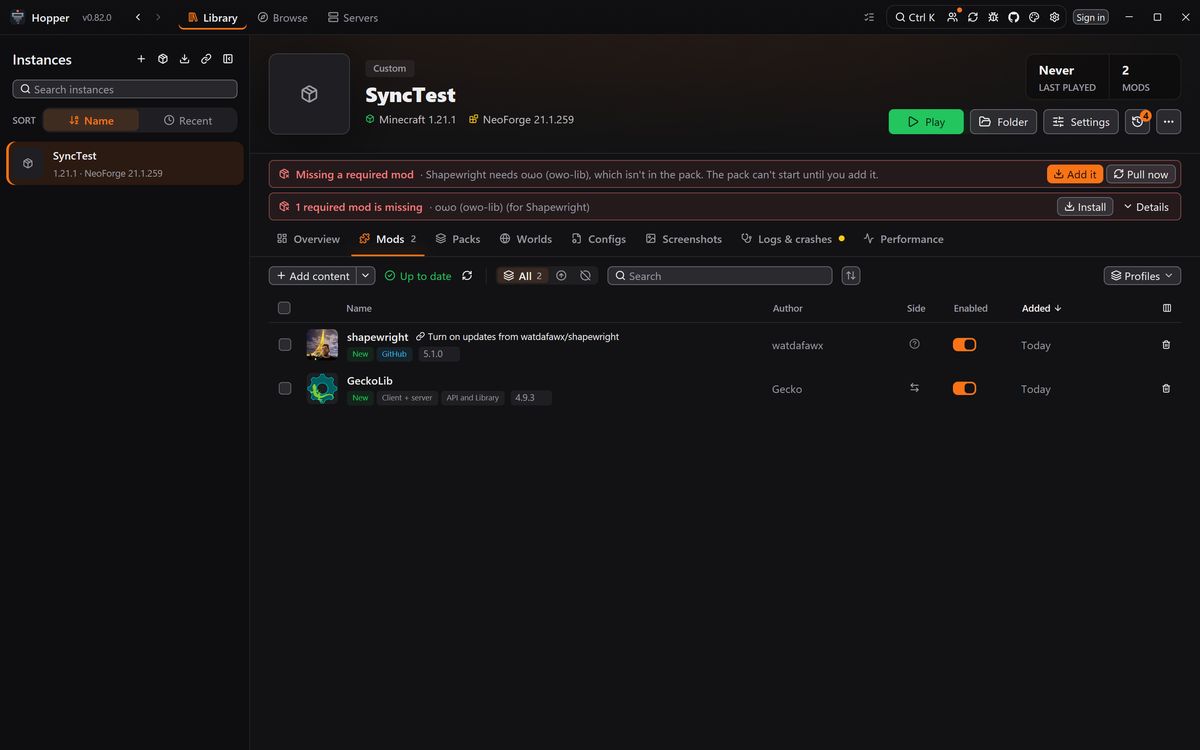 Hopper v0.82.0 Library Browse Servers Ctrl K Sign in
Instances
Search instances
SORT Name Recent
SyncTest
1.21.1 · NeoForge 21.1.259
Custom
SyncTest
Minecraft 1.21.1 NeoForge 21.1.259
Never
LAST PLAYED
2
MODS
Play Folder Settings 4
Missing a required mod · Shapewright needs oωo (owo-lib), which isn't in the pack. The pack can't start until you add it. Add it Pull now
1 required mod is missing · oωo (owo-lib) (for Shapewright) Install Details
Overview Mods 2 Packs Worlds Configs Screenshots Logs & crashes Performance
Add content Up to date All 2 Search Profiles
Name Author Side Enabled Added
shapewright Turn on updates from watdafawx/shapewright
New GitHub 5.1.0
watdafawx Today
GeckoLib
New Client + server API and Library 4.9.3
Gecko Today